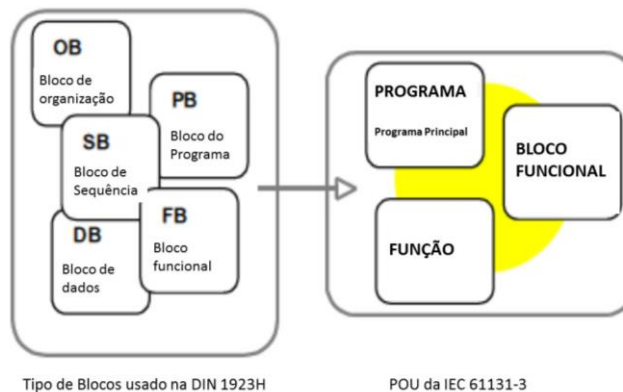 OB
Bloco de
organização
PB
Bloco do
Programa
SB
Bloco de
Sequência
FB
Bloco
funcional
DB
Bloco de
dados
PROGRAMA
Programa Principal
BLOCO
FUNCIONAL
FUNÇÃO
Tipo de Blocos usado na DIN 1923H
POU da IEC 61131-3